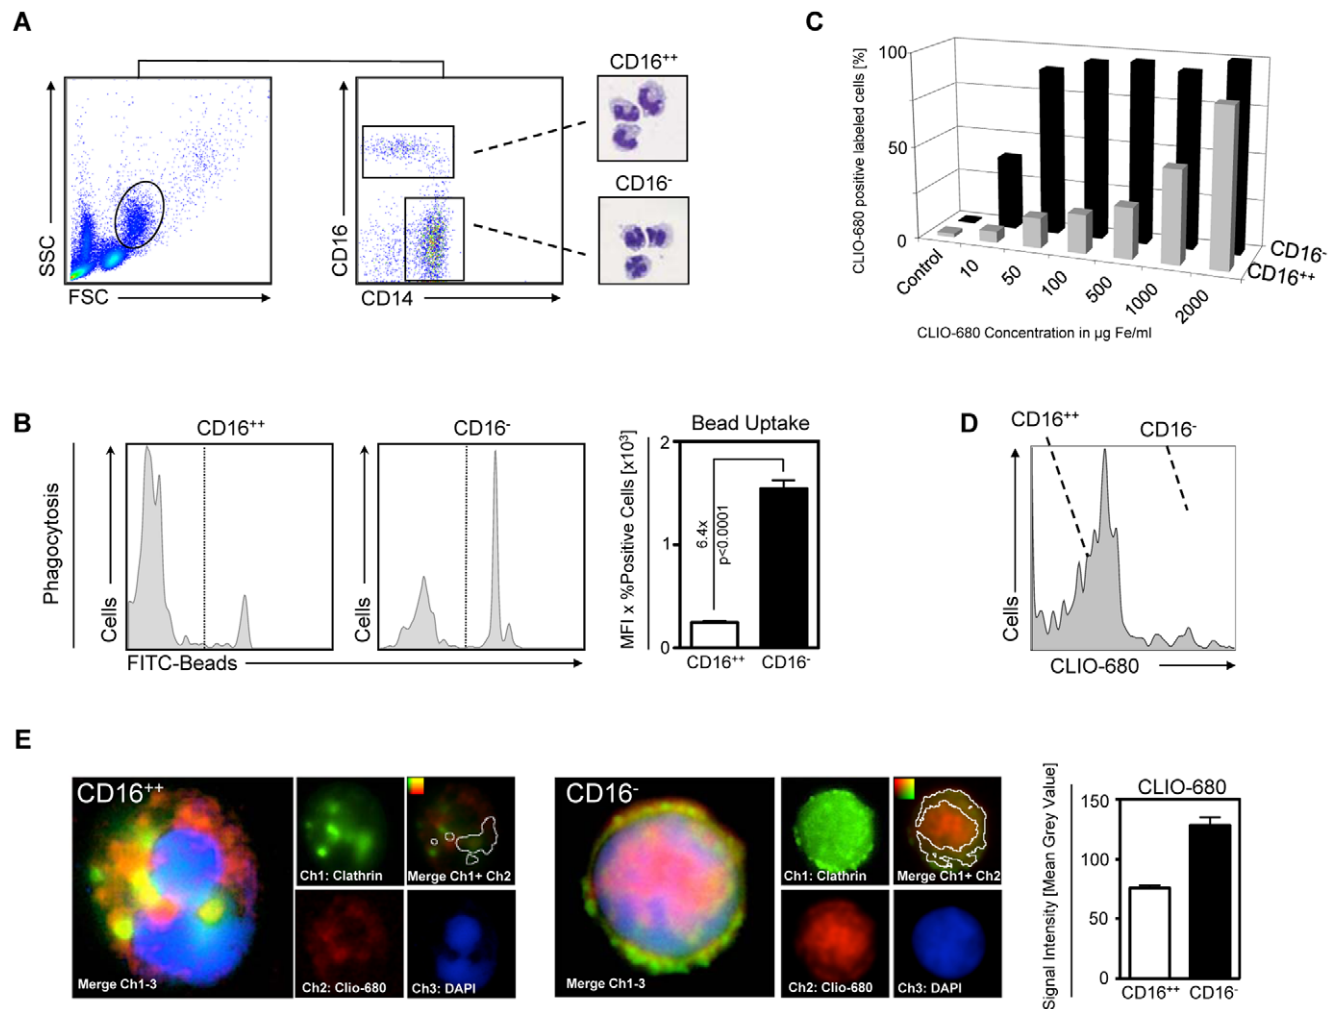 A
SSC
FSC
CD16
CD14
CD16++
CD16-
C
CLIO-680 positive labeled cells [%]
100
50
0
Control
10
50
100
500
1000
2000
CD16-
CD16++
CLIO-680 Concentration in µg Fe/ml
B
Phagocytosis
Cells
CD16++
Cells
CD16-
FITC-Beads
Bead Uptake
MFI x %Positive Cells [x10³]
2
1
0
6.4x
p<0.0001
CD16++
CD16-
D
CD16++
CD16-
Cells
CLIO-680
E
CD16++
Merge Ch1-3
Ch1: Clathrin
Merge Ch1+ Ch2
Ch2: Clio-680
Ch3: DAPI
CD16-
Merge Ch1-3
Ch1: Clathrin
Merge Ch1+ Ch2
Ch2: Clio-680
Ch3: DAPI
CLIO-680
Signal Intensity [Mean Grey Value]
150
100
50
0
CD16++
CD16-